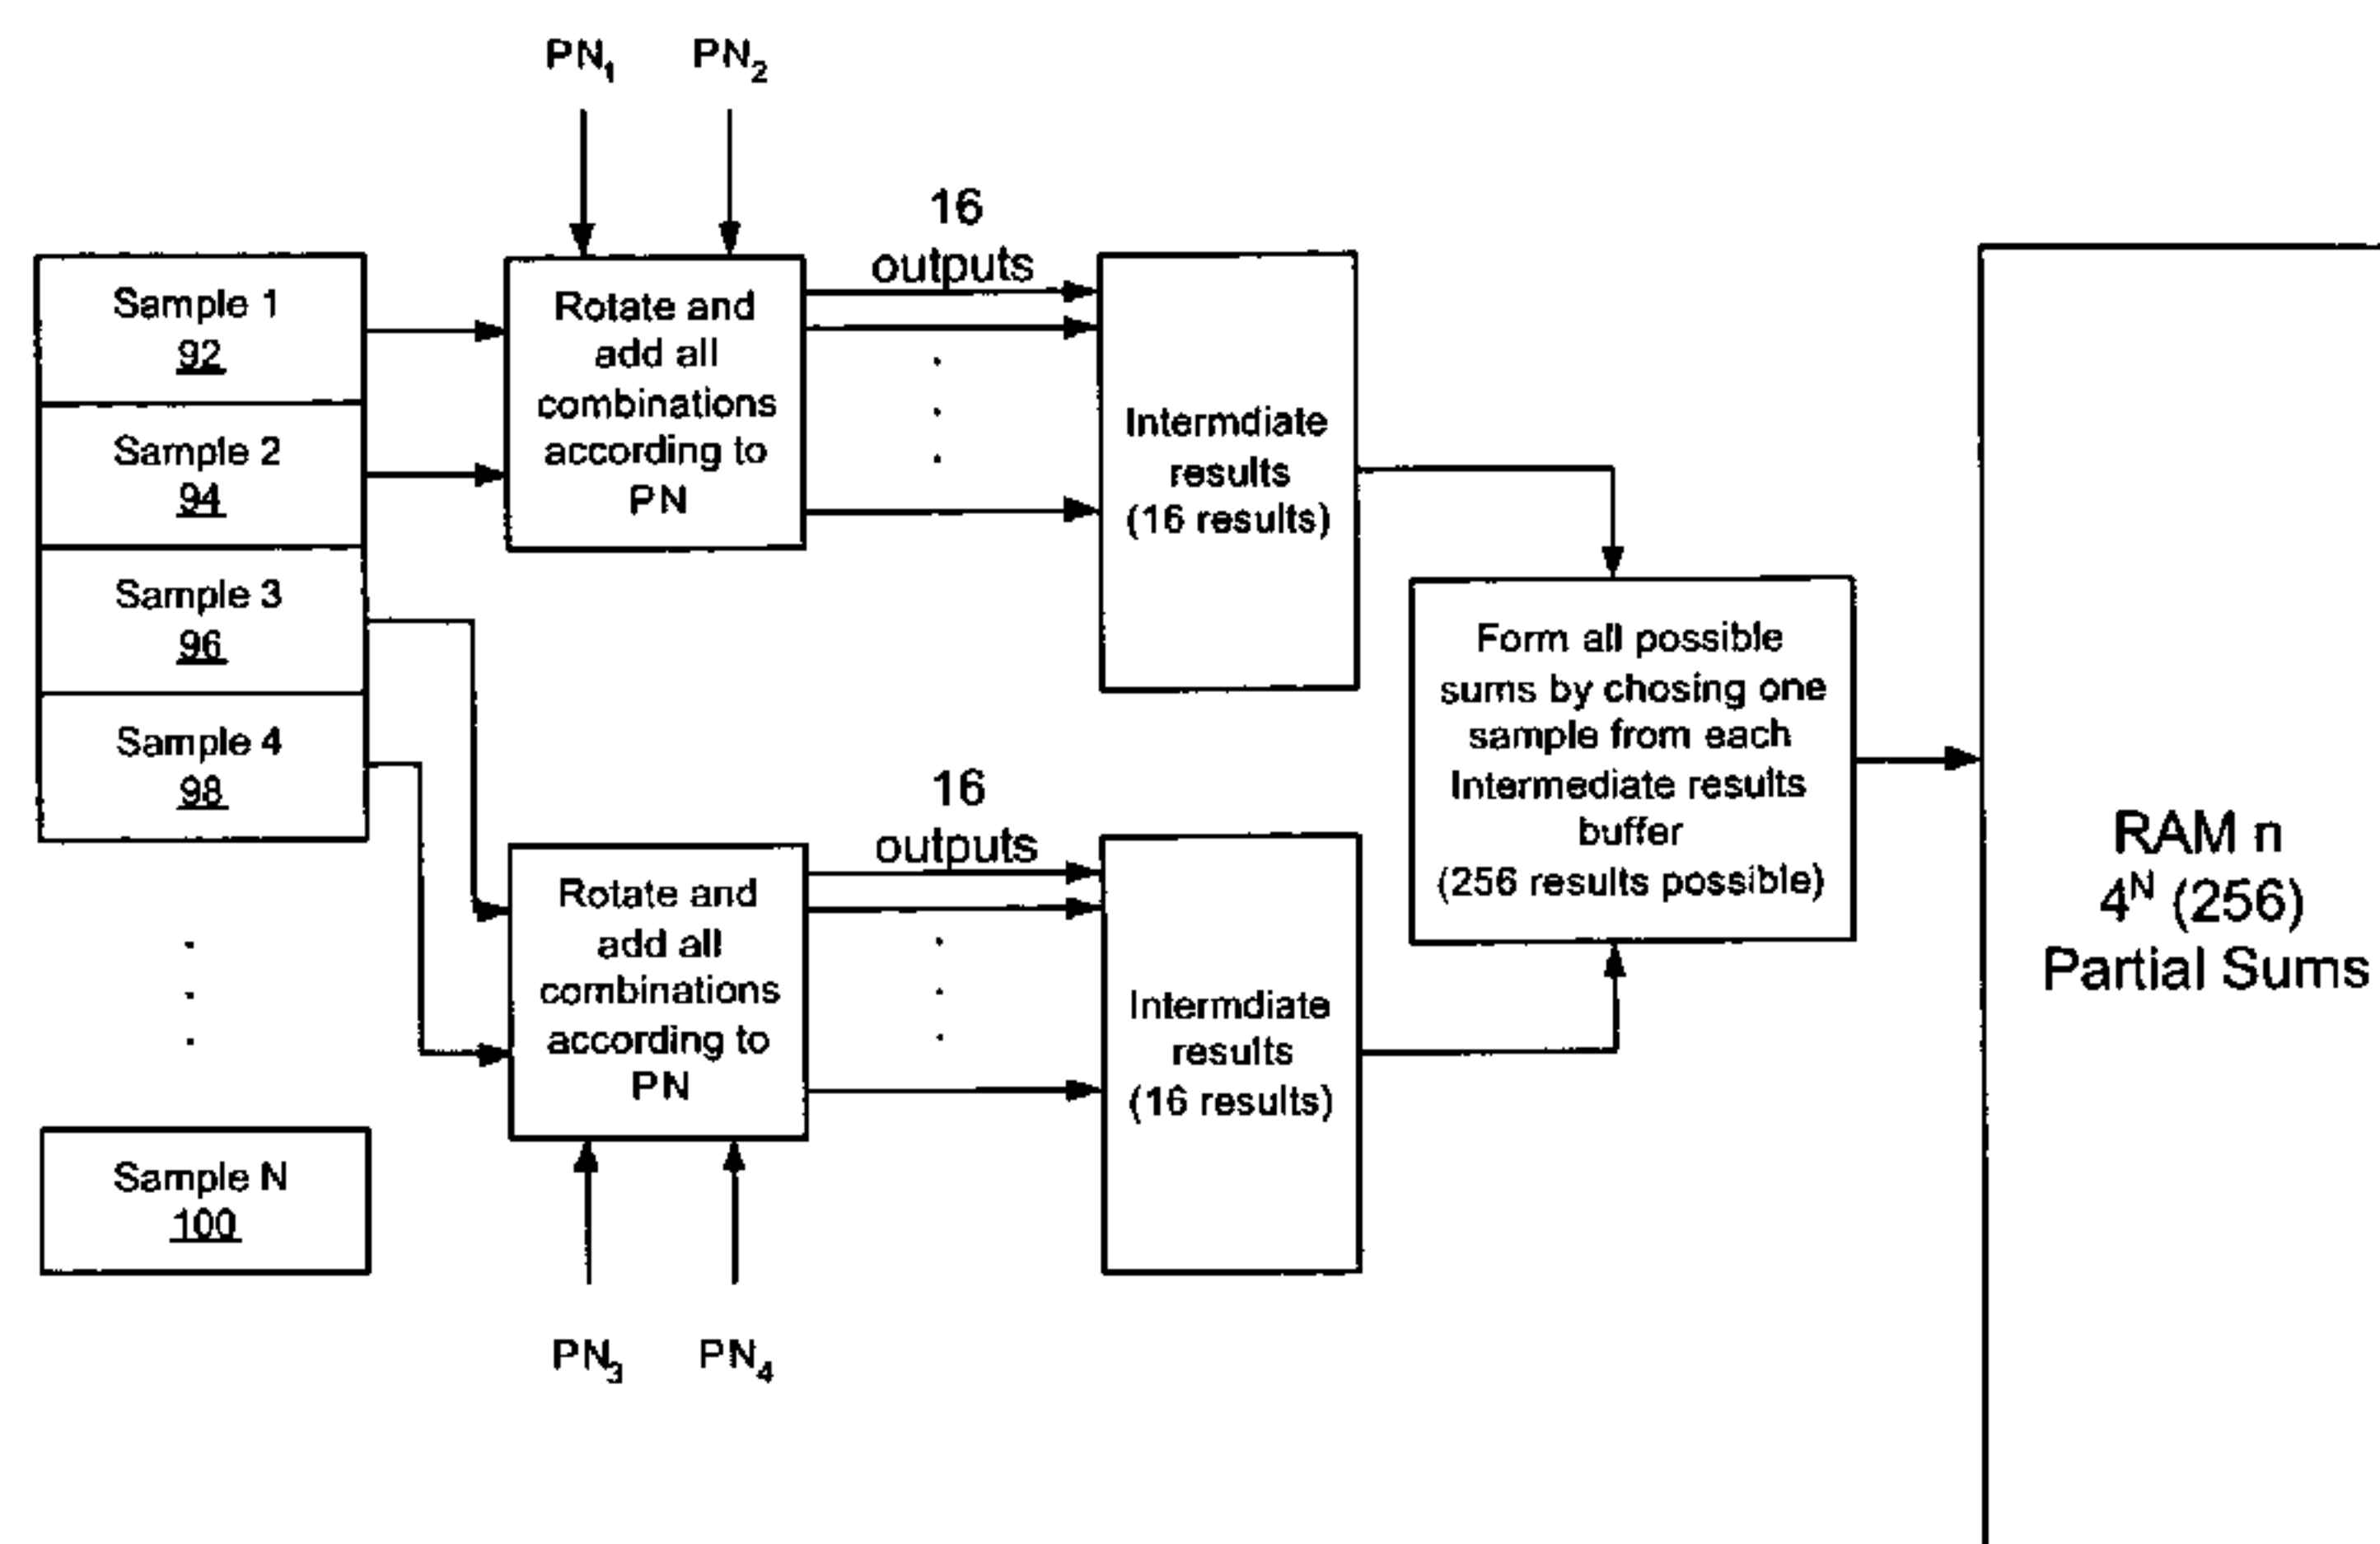 PN1 PN2
16
outputs
Sample 1
92
Sample 2
94
Sample 3
96
Sample 4
98
Sample N
100
Rotate and
add all
combinations
according to
PN
Intermdiate
results
(16 results)
Form all possible
sums by chosing one
sample from each
Intermediate results
buffer
(256 results possible)
16
outputs
Rotate and
add all
combinations
according to
PN
Intermdiate
results
(16 results)
PN3 PN4
RAM n
4^N (256)
Partial Sums